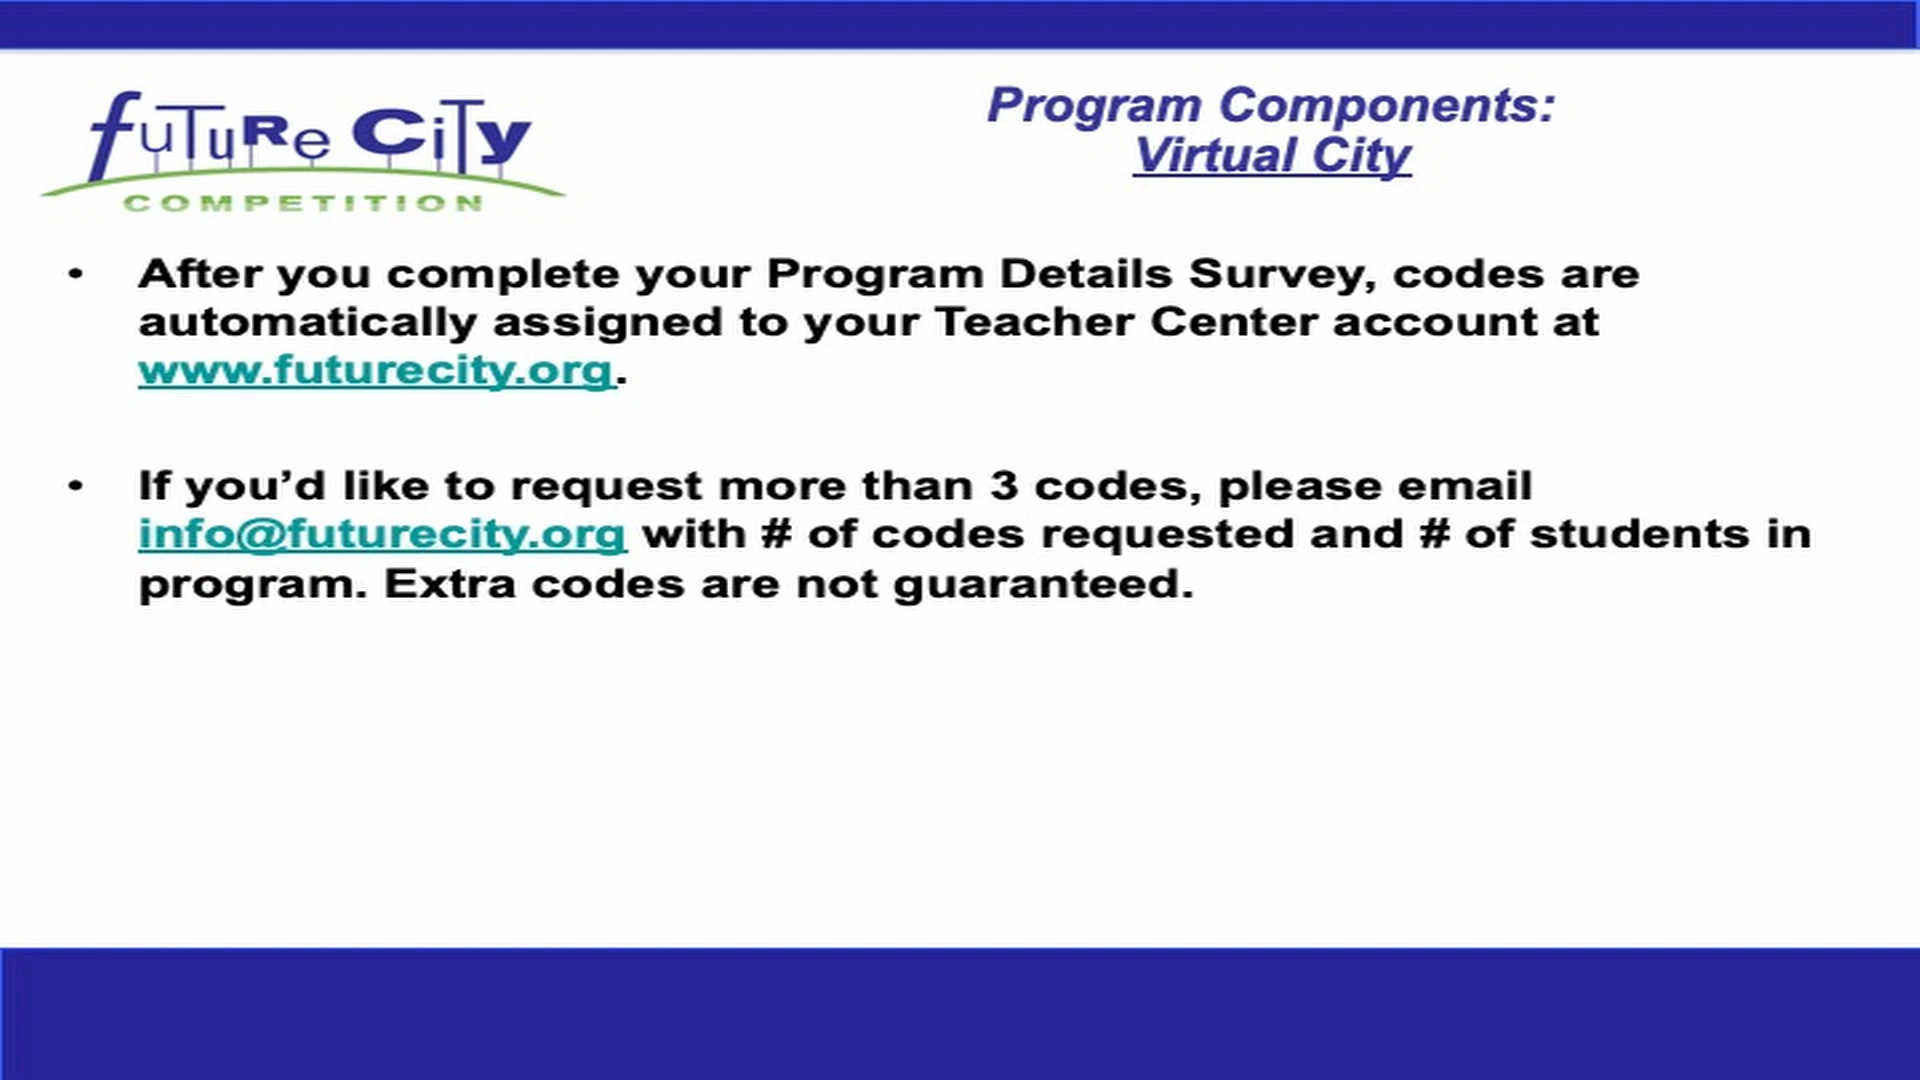 fuTuRe CiTy
COMPETITION
Program Components:
Virtual City
• After you complete your Program Details Survey, codes are
automatically assigned to your Teacher Center account at
www.futurecity.org.
• If you’d like to request more than 3 codes, please email
info@futurecity.org with # of codes requested and # of students in
program. Extra codes are not guaranteed.